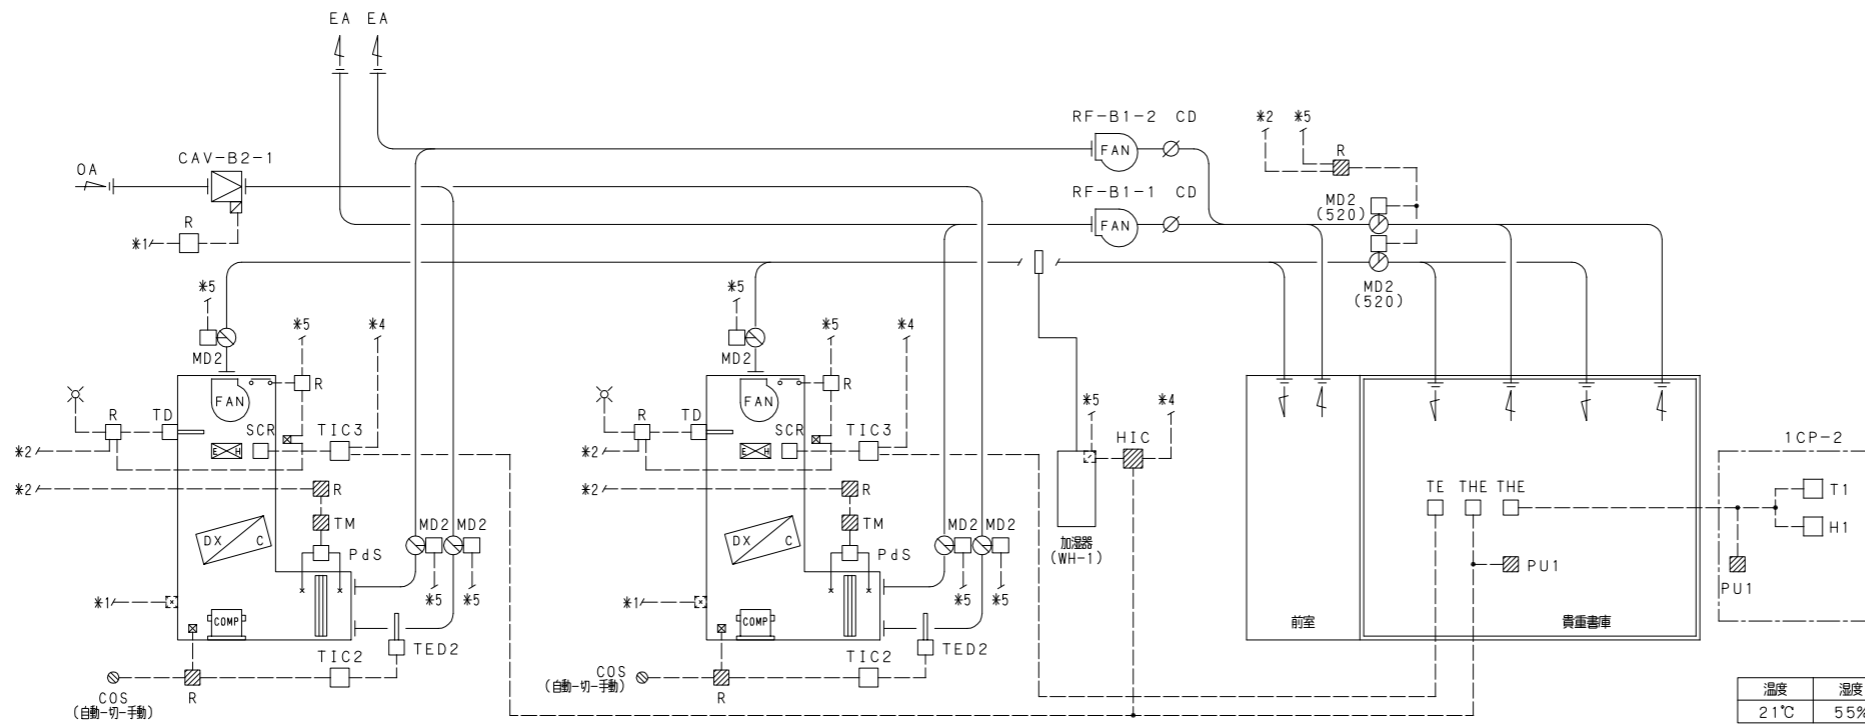 EA EA
RF-B1-2 CD
*2 *5
R
CAV-B2-1
OA
FAN
RF-B1-1 CD
MD2
(520)
R
*1
FAN
MD2
(520)
*5
*5
*4
MD2
R
FAN
R
TD
SCR
TIC3
E H
*2
*2
R
TM
DX C
PdS
MD2
MD2
*1
*5
*5
COMP
TED2
TIC2
COS
(自動-切-手動)
R
*5
*5
*4
MD2
R
FAN
R
TD
SCR
TIC3
E H
*2
*2
R
TM
DX C
PdS
MD2
MD2
*1
*5
*5
COMP
TED2
TIC2
COS
(自動-切-手動)
R
*5
*4
HIC
加湿器
(WH-1)
TE THE THE
PU1
前室
貴重書庫
1CP-2
T1
H1
PU1
温度 湿度
21℃ 55%